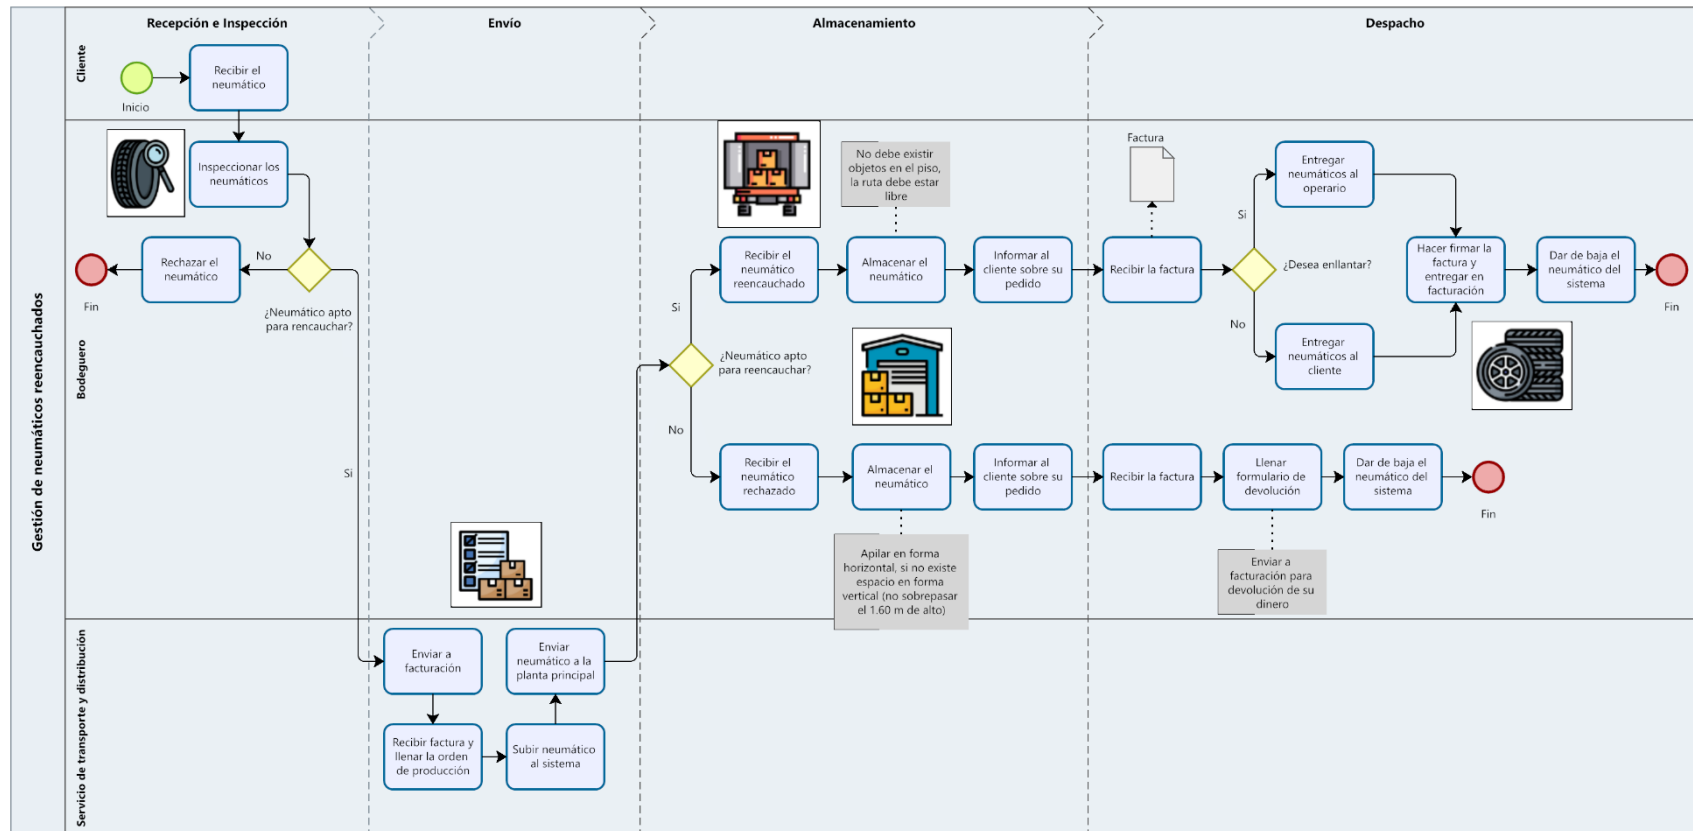 Gestión de neumáticos reencauchados
Recepción e Inspección
Envío
Almacenamiento
Despacho
Cliente
Inicio
Recibir el
neumático
Bodeguero
Inspeccionar los
neumáticos
¿Neumático apto
para rencauchar?
No
Rechazar el
neumático
Fin
Si
Servicio de transporte y distribución
Enviar a
facturación
Recibir factura y
llenar la orden
de producción
Subir neumático
al sistema
Enviar
neumático a la
planta principal
¿Neumático apto
para reencauchar?
Si
Recibir el
neumático
reencauchado
Almacenar el
neumático
No debe existir
objetos en el piso,
la ruta debe estar
libre
Informar al
cliente sobre su
pedido
Recibir la factura
Factura
¿Desea enllantar?
Si
Entregar
neumáticos al
operario
No
Entregar
neumáticos al
cliente
Hacer firmar la
factura y
entregar en
facturación
Dar de baja el
neumático del
sistema
Fin
No
Recibir el
neumático
rechazado
Almacenar el
neumático
Apilar en forma
horizontal, si no existe
espacio en forma
vertical (no sobrepasar
el 1.60 m de alto)
Informar al
cliente sobre su
pedido
Recibir la factura
Llenar
formulario de
devolución
Enviar a
facturación para
devolución de su
dinero
Dar de baja el
neumático del
sistema
Fin